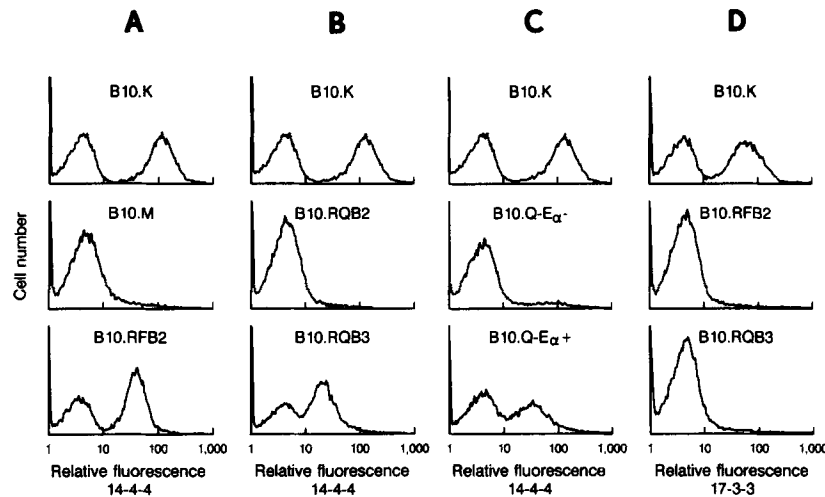 A B C D
B10.K B10.K B10.K B10.K
B10.M B10.RQB2 B10.Q-Eα- B10.RFB2
B10.RFB2 B10.RQB3 B10.Q-Eα+ B10.RQB3
Cell number
1 10 100 1,000 1 10 100 1,000 1 10 100 1,000 1 10 100 1,000
Relative fluorescence Relative fluorescence Relative fluorescence Relative fluorescence
14-4-4 14-4-4 14-4-4 17-3-3